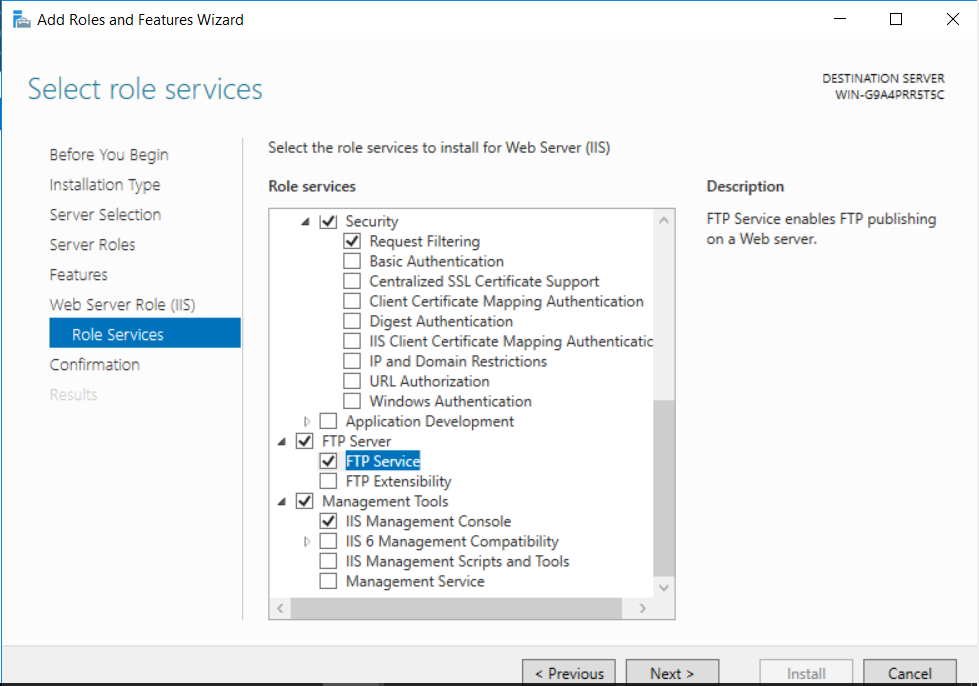 Add Roles and Features Wizard
Select role services
DESTINATION SERVER
WIN-G9A4PRR5T5C
Before You Begin
Installation Type
Server Selection
Server Roles
Features
Web Server Role (IIS)
Role Services
Confirmation
Results
Select the role services to install for Web Server (IIS)
Role services
Security
Request Filtering
Basic Authentication
Centralized SSL Certificate Support
Client Certificate Mapping Authentication
Digest Authentication
IIS Client Certificate Mapping Authenticatic
IP and Domain Restrictions
URL Authorization
Windows Authentication
Application Development
FTP Server
FTP Service
FTP Extensibility
Management Tools
IIS Management Console
IIS 6 Management Compatibility
IIS Management Scripts and Tools
Management Service
Description
FTP Service enables FTP publishing
on a Web server.
< Previous
Next >
Install
Cancel